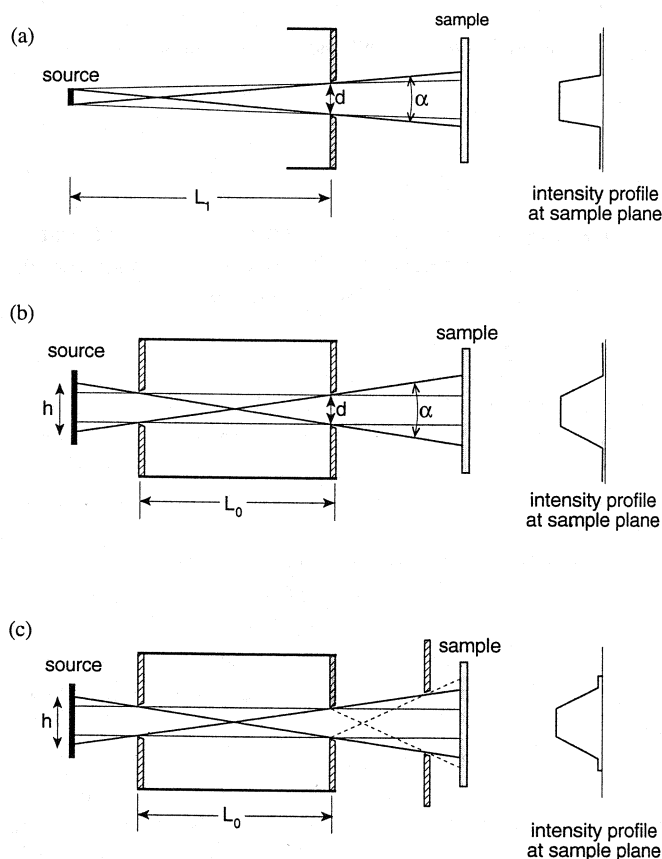 (a)
sample
source
d
α
L1
intensity profile
at sample plane
(b)
sample
source
h
d
α
L0
intensity profile
at sample plane
(c)
sample
source
h
L0
intensity profile
at sample plane